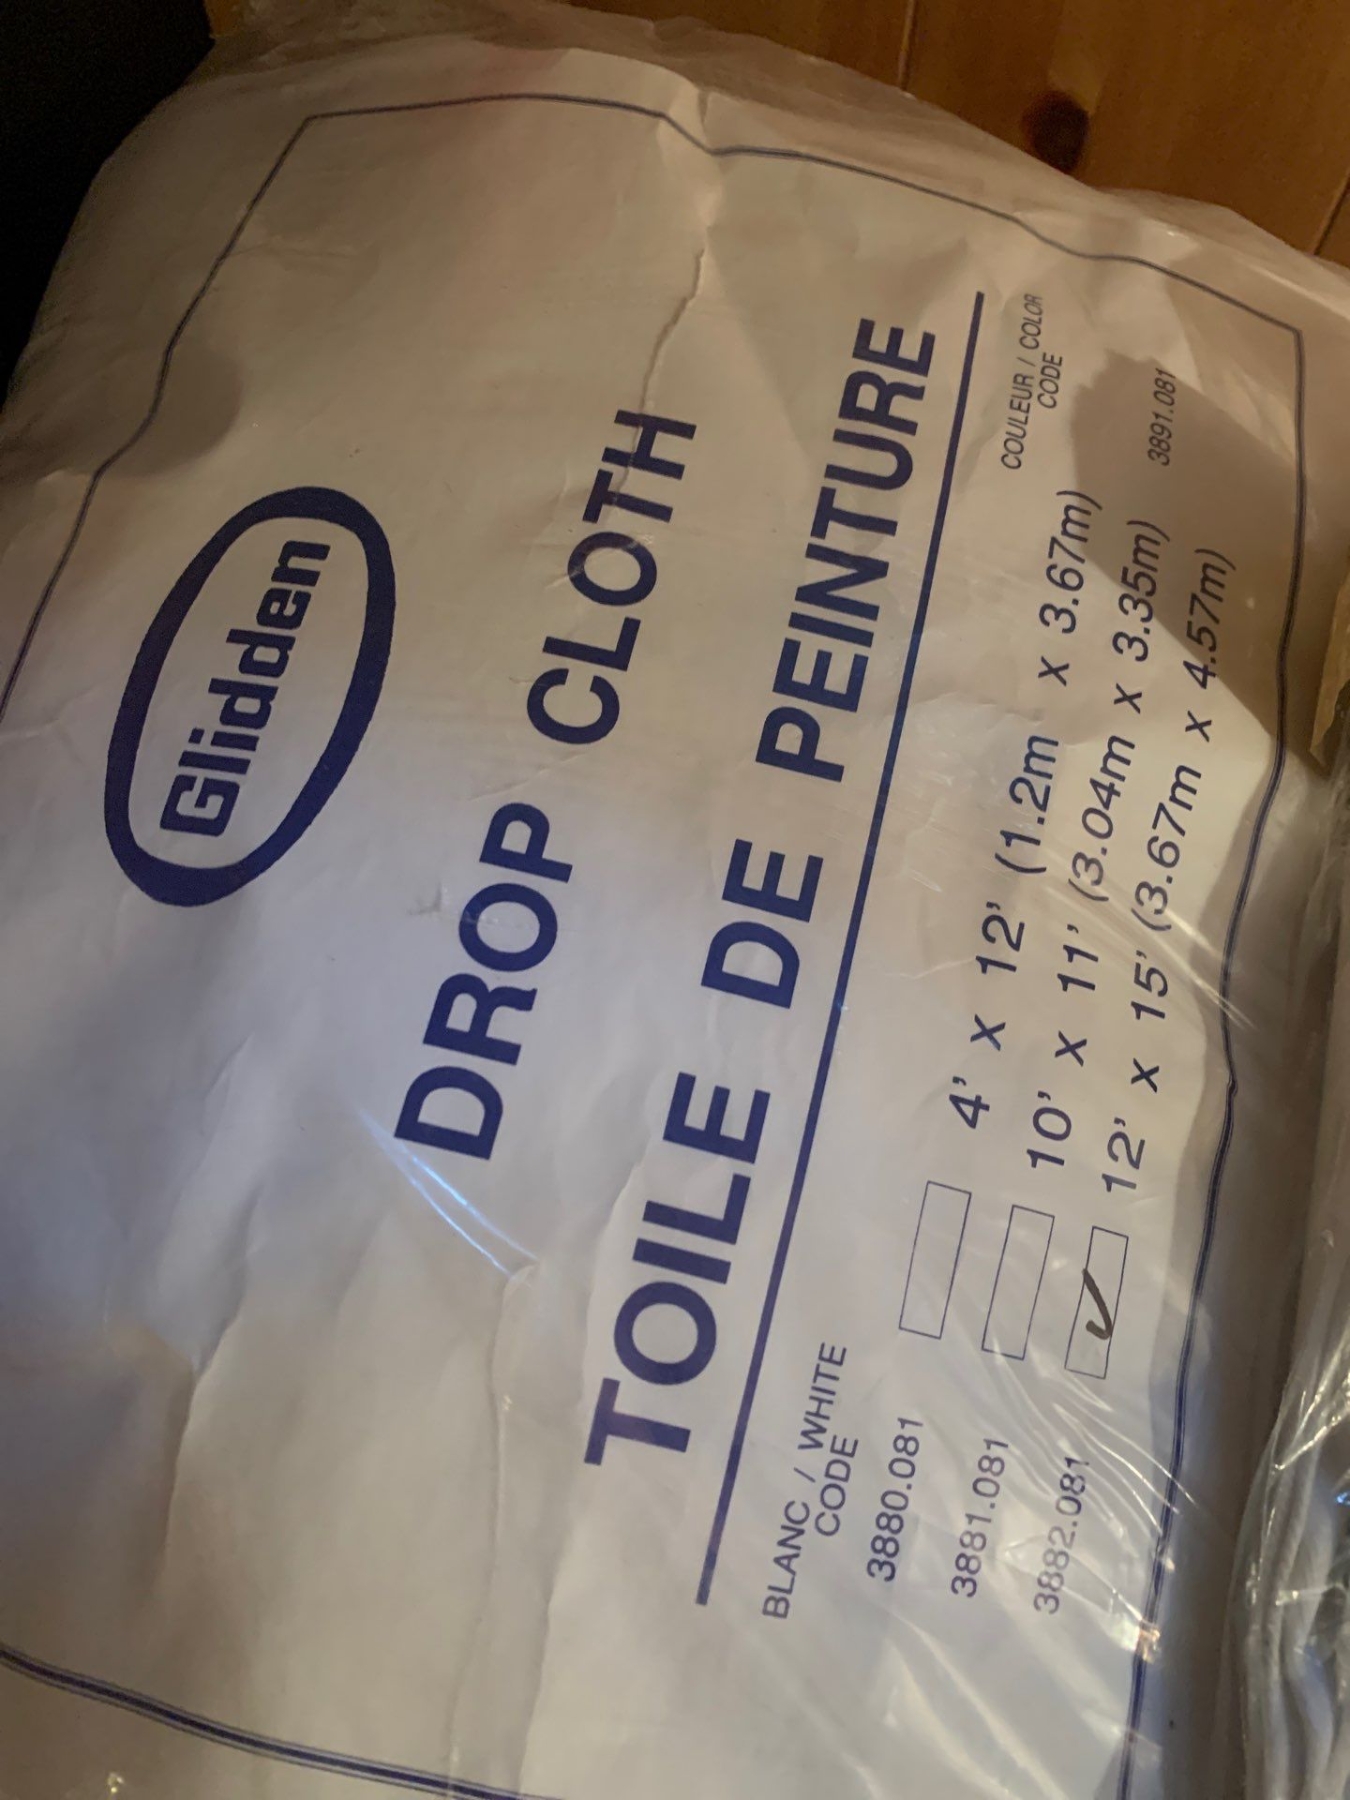 Glidden
DROP CLOTH
TOILE DE PEINTURE
BLANC / WHITE
CODE
COULEUR / COLOR
CODE
3880.081 4' X 12' (1.2m X 3.67m)
3881.081 10' X 11' (3.04m X 3.35m) 3891.081
3882.081 ✓ 12' X 15' (3.67m X 4.57m)